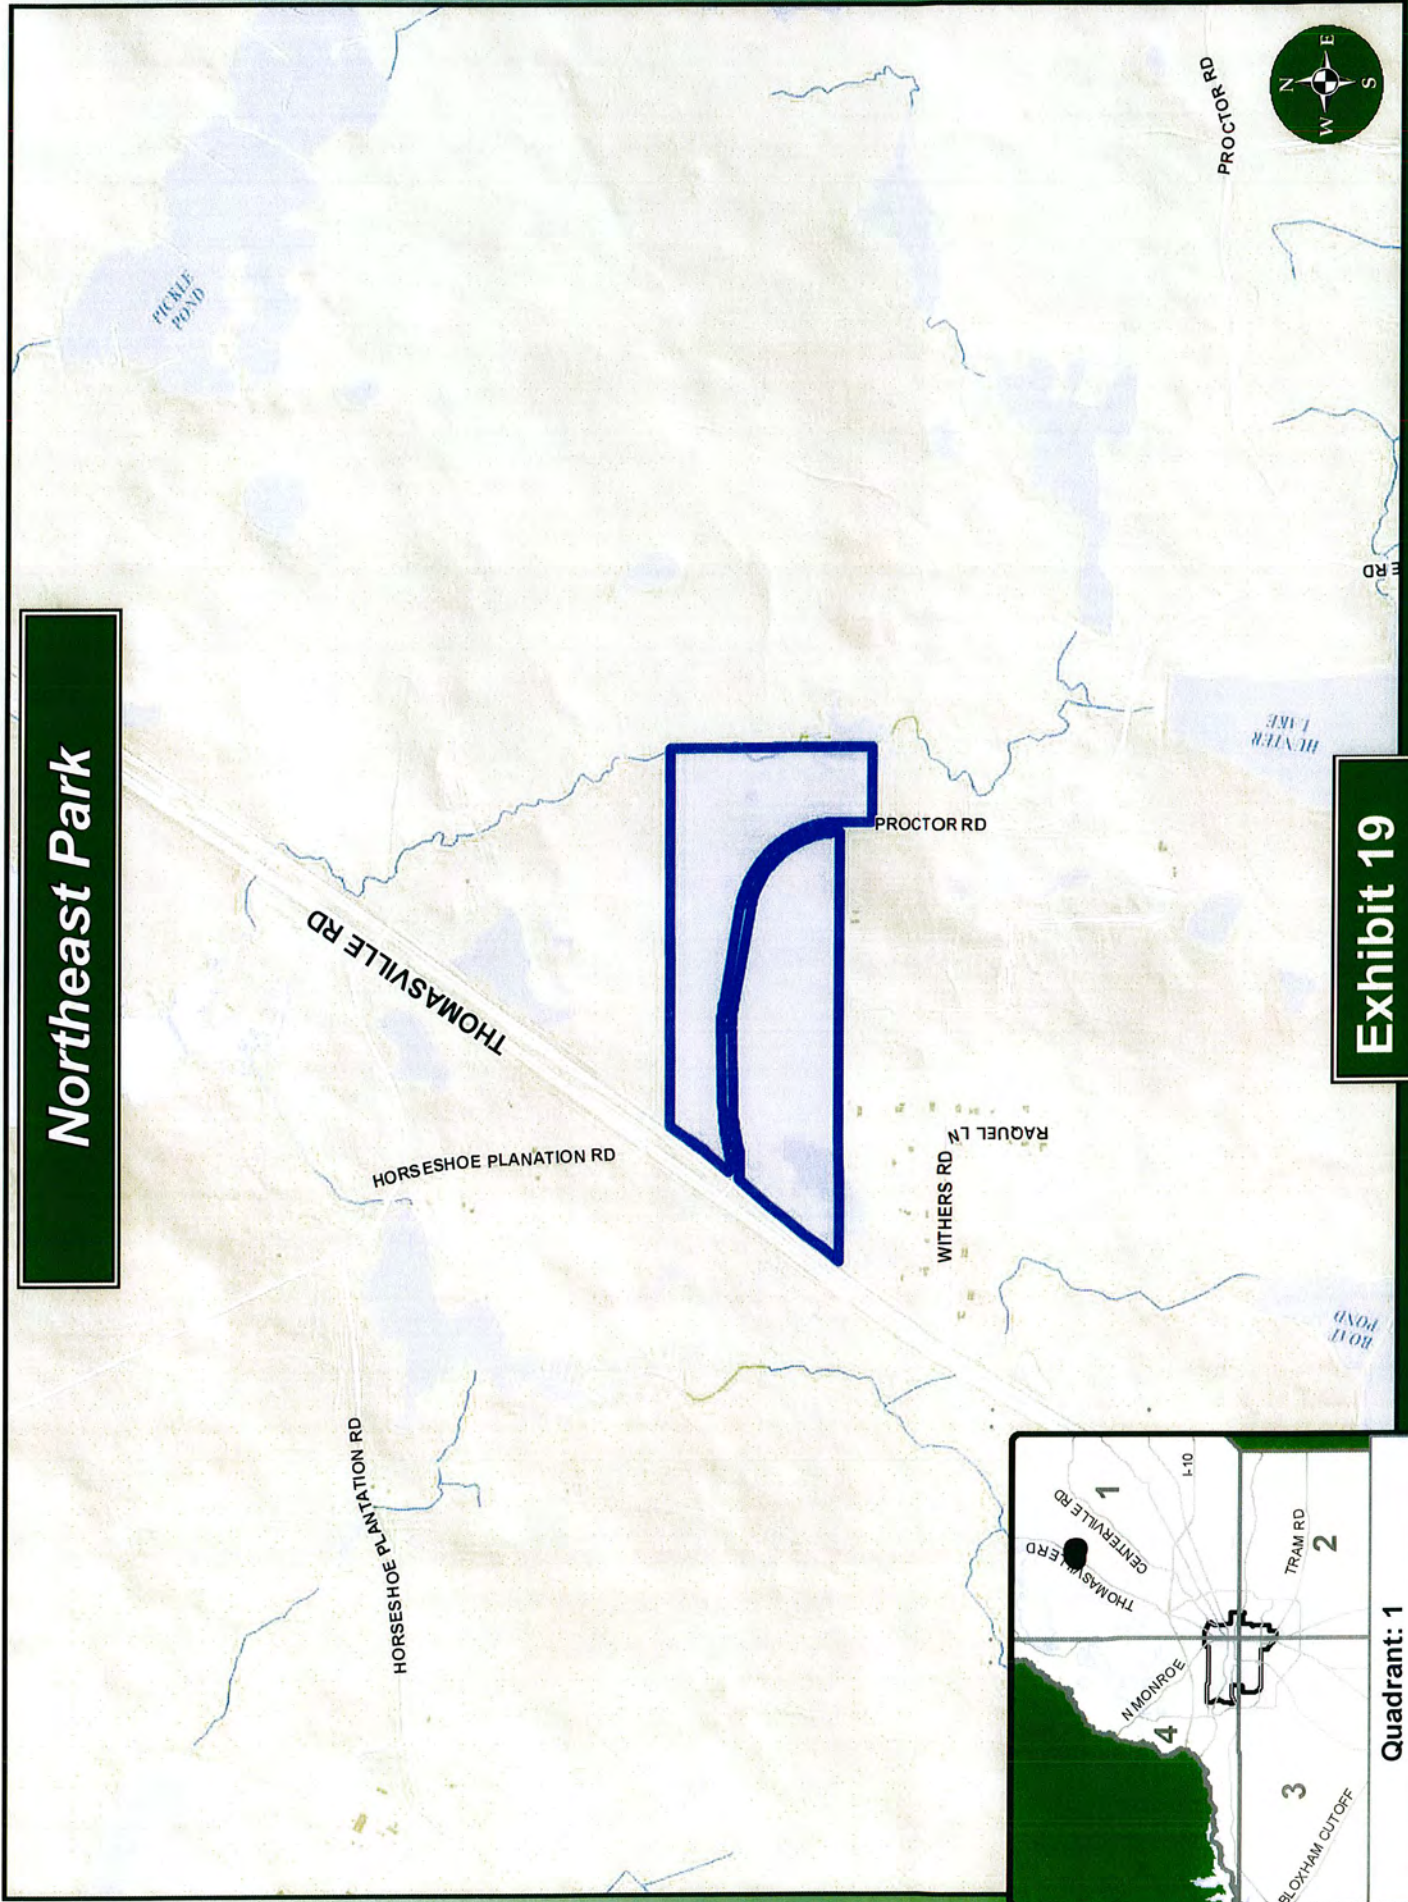 Northeast Park
PICKLE
POND
PROCTOR RD
N
E
S
W
THOMASVILLE RD
HORSESHOE PLANATION RD
HORSESHOE PLANTATION RD
PROCTOR RD
WITHERS RD
RAQUEL LN
HUNTER
LAKE
E RD
POND
Exhibit 19
THOMASVILLE RD
CENTERVILLE RD
1
I-10
N MONROE
4
TRAM RD
2
3
BLOXHAM CUTOFF
Quadrant: 1